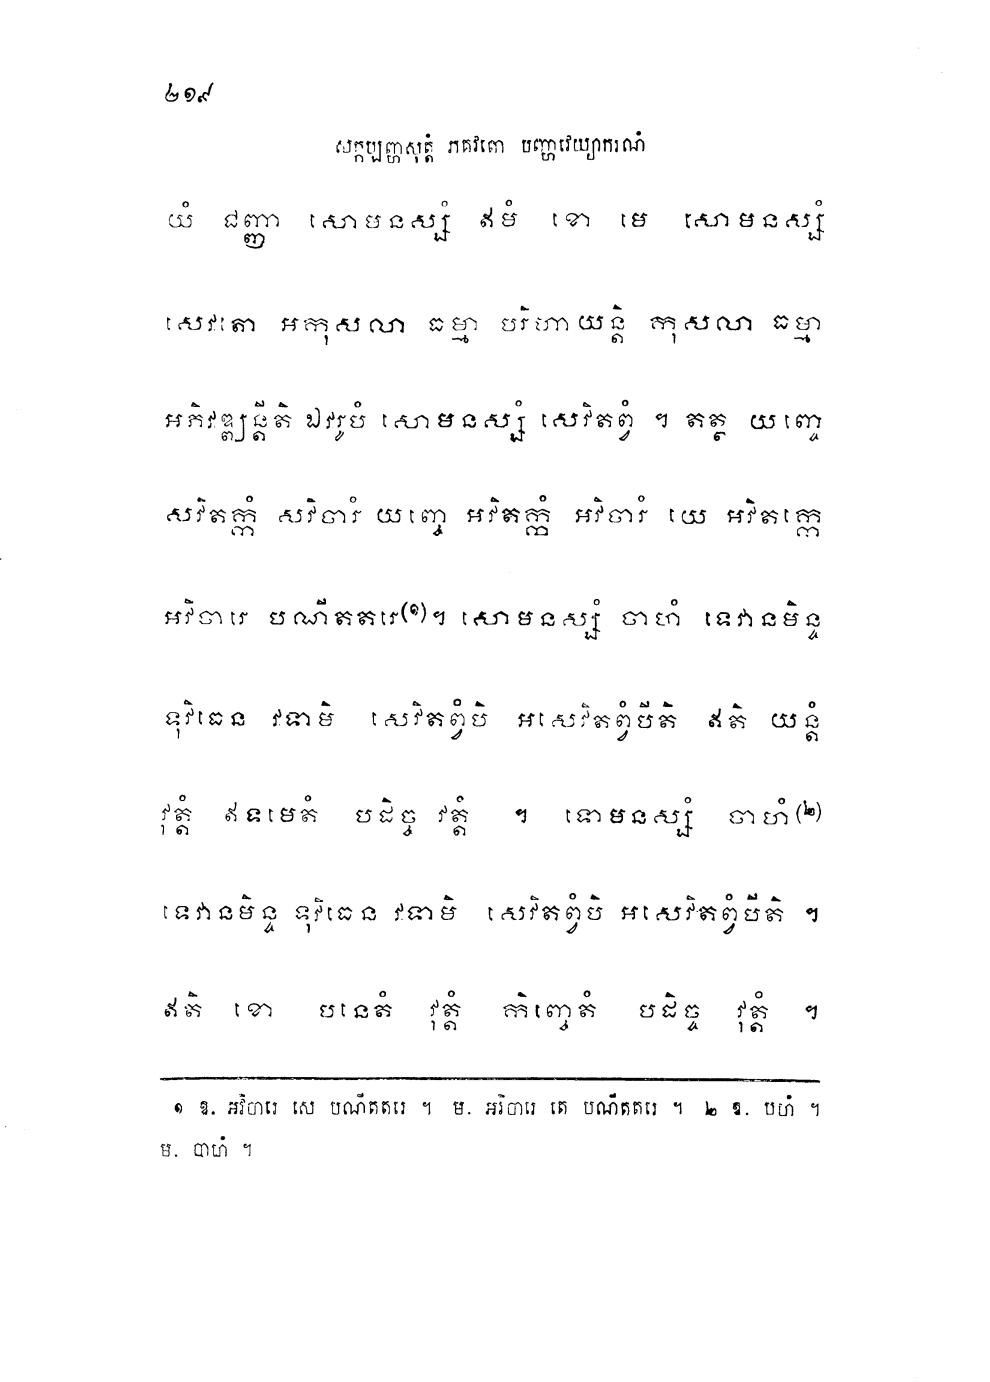 ២១៩
សក្កប្បញ្ហសុត្តំ ភគវតោ បញ្ហាវេយ្យាករណំ
យំ ជញ្ញា សោមនស្សំ ឥមំ ខោ មេ សោមនស្សំ
សេវតោ អកុសលា ធម្មា បរិហាយន្តិ កុសលា ធម្មា
អភិវឌ្ឍន្តីតិ ឯវរូបំ សោមនស្សំ សេវិតព្វំ ។ តត្ថ យញ្ចេ
សវិតក្កំ សវិចារំ យញ្ចេ អវិតក្កំ អវិចារំ យេ អវិតក្កេ
អវិចារេ បណីតតរេ(១)។ សោមនស្សំ ចាហំ ទេវានមិន្ទ
ទុវិធេន វទាមិ សេវិតព្វំបិ អសេវិតព្វំបីតិ ឥតិ យន្តំ
វុត្តំ ឥទមេតំ បដិច្ច វុត្តំ ។ ទោមនស្សំ ចាហំ(២)
ទេវានមិន្ទ ទុវិធេន វទាមិ សេវិតព្វំបិ អសេវិតព្វំបីតិ ។
ឥតិ ខោ បនេតំ វុត្តំ កិញ្ចេតំ បដិច្ច វុត្តំ ។
១ ឧ. អវិចារេ សេ បណីតតរេ ។ ម. អវិចារេ តេ បណីតតរេ ។ ២ ឧ. បហំ ។
ម. បាហំ ។